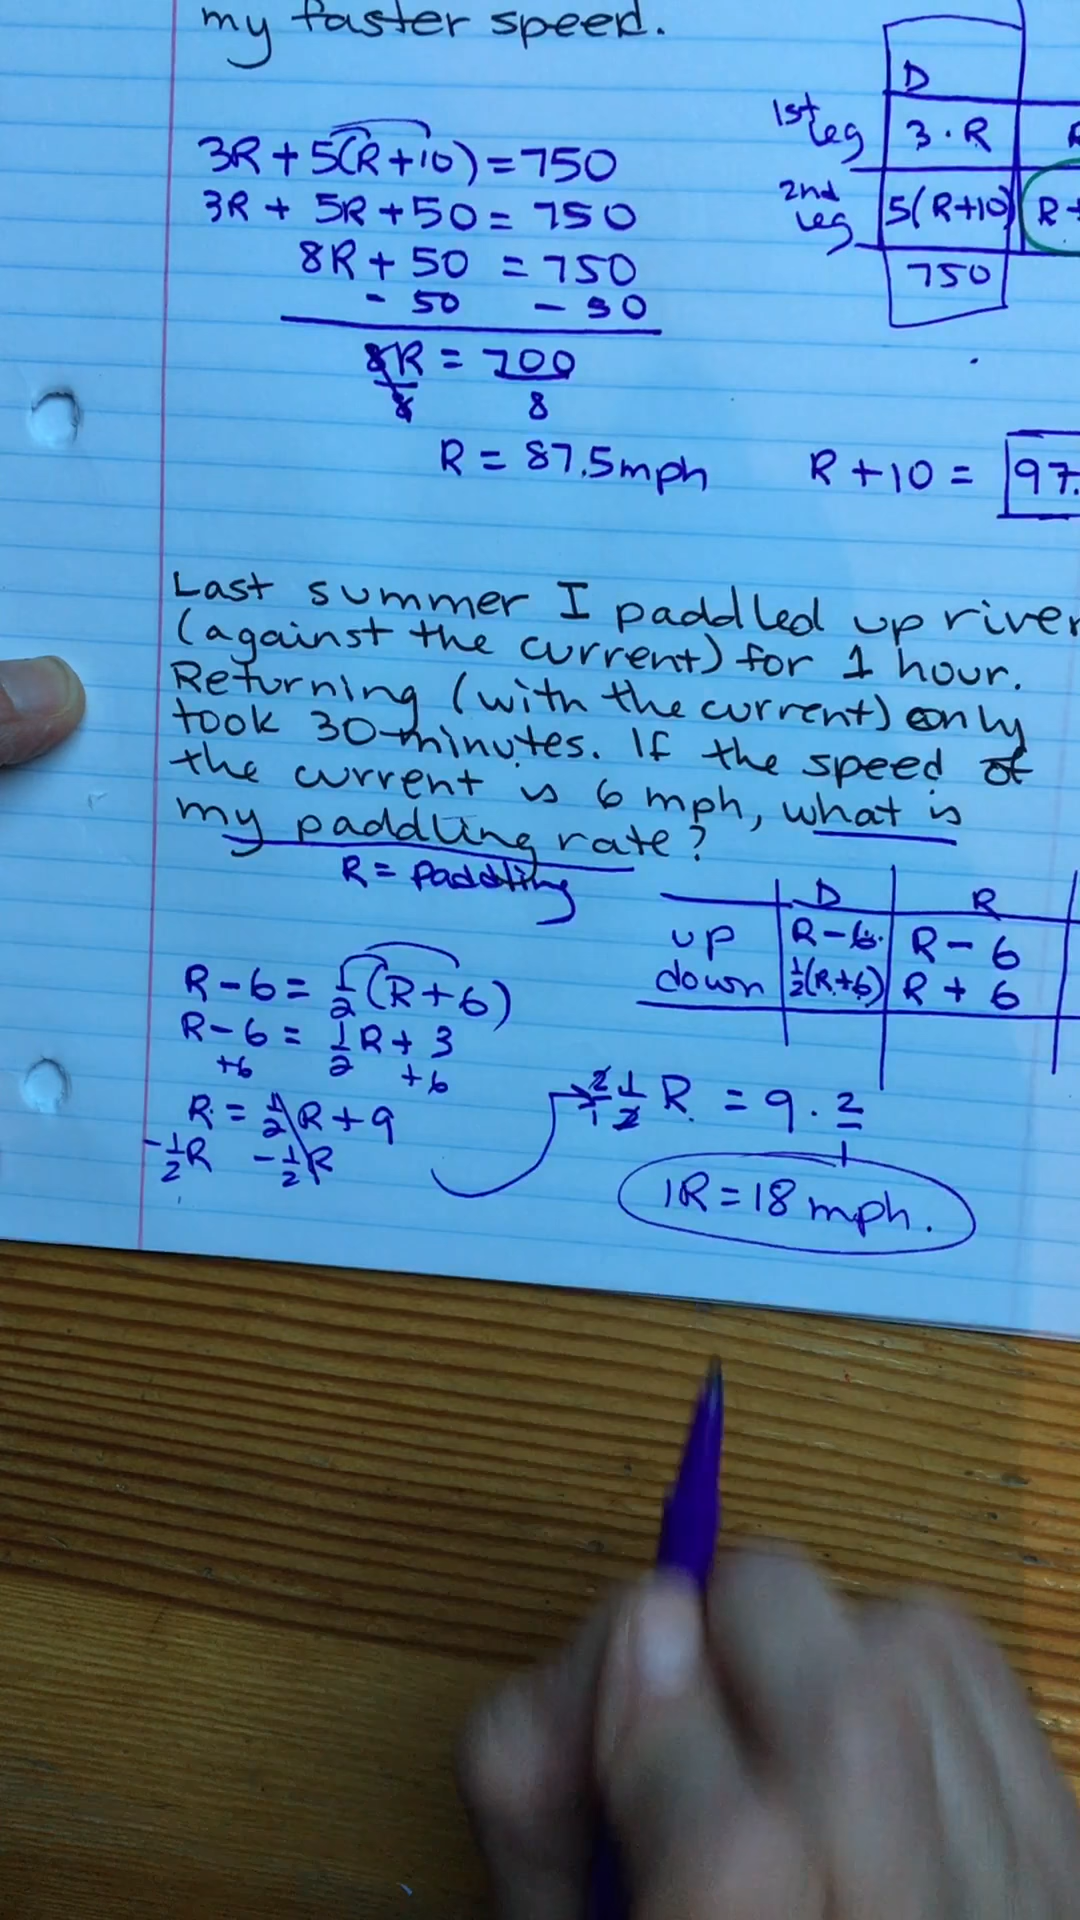 my faster speed.
3R + 5(R+10) = 750
3R + 5R + 50 = 750
8R + 50 = 750
- 50 - 50
8R = 700
8 8
R = 87.5mph
R + 10 = 97.
D
1st leg 3 · R
2nd leg 5(R+10) R +
750
Last summer I paddled up river
(against the current) for 1 hour.
Returning (with the current) only
took 30 minutes. If the speed of
the current is 6 mph, what is
my paddling rate?
R = Paddling
D R
up R - 6 R - 6
down ½(R+6) R + 6
R - 6 = ½(R + 6)
R - 6 = ½R + 3
+6 +6
R = ½R + 9
-½R -½R
2/1 ½ R = 9 · 2/1
1R = 18 mph.